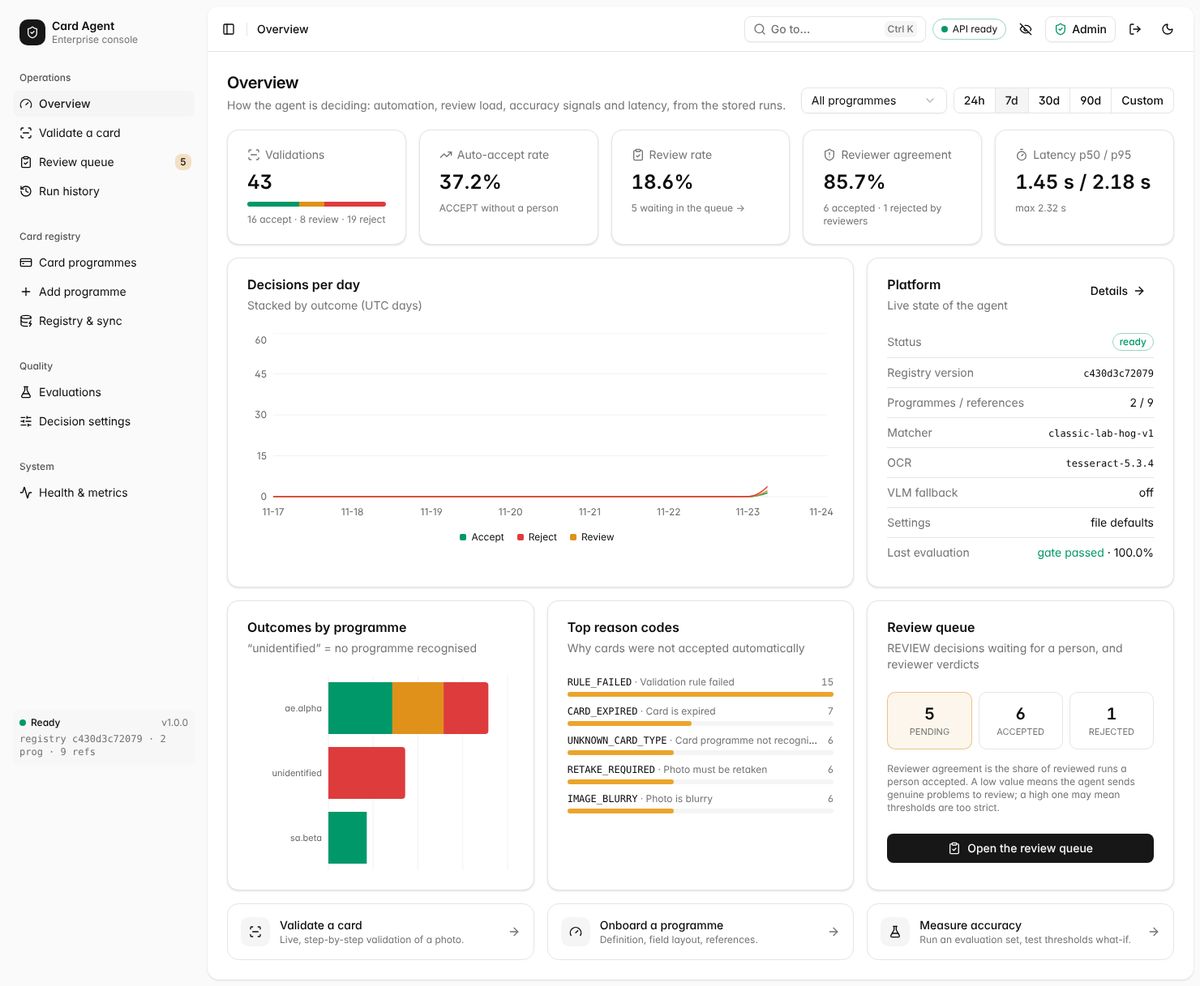 Card Agent
Enterprise console
Operations
Overview
Validate a card
Review queue 5
Run history
Card registry
Card programmes
Add programme
Registry & sync
Quality
Evaluations
Decision settings
System
Health & metrics
Ready v1.0.0
registry c430d3c72079 · 2
prog · 9 refs
Overview
Go to... Ctrl K
API ready
Admin
Overview
How the agent is deciding: automation, review load, accuracy signals and latency, from the stored runs.
All programmes
24h 7d 30d 90d Custom
Validations
43
16 accept · 8 review · 19 reject
Auto-accept rate
37.2%
ACCEPT without a person
Review rate
18.6%
5 waiting in the queue →
Reviewer agreement
85.7%
6 accepted · 1 rejected by
reviewers
Latency p50 / p95
1.45 s / 2.18 s
max 2.32 s
Decisions per day
Stacked by outcome (UTC days)
60
45
30
15
0
11-17 11-18 11-19 11-20 11-21 11-22 11-23 11-24
Accept Reject Review
Platform
Live state of the agent
Details →
Status ready
Registry version c430d3c72079
Programmes / references 2 / 9
Matcher classic-lab-hog-v1
OCR tesseract-5.3.4
VLM fallback off
Settings file defaults
Last evaluation gate passed · 100.0%
Outcomes by programme
“unidentified” = no programme recognised
ae.alpha
unidentified
sa.beta
Top reason codes
Why cards were not accepted automatically
RULE_FAILED · Validation rule failed 15
CARD_EXPIRED · Card is expired 7
UNKNOWN_CARD_TYPE · Card programme not recogni... 6
RETAKE_REQUIRED · Photo must be retaken 6
IMAGE_BLURRY · Photo is blurry 6
Review queue
REVIEW decisions waiting for a person, and
reviewer verdicts
5 6 1
PENDING ACCEPTED REJECTED
Reviewer agreement is the share of reviewed runs a
person accepted. A low value means the agent sends
genuine problems to review; a high one may mean
thresholds are too strict.
Open the review queue
Validate a card
Live, step-by-step validation of a photo.
Onboard a programme
Definition, field layout, references.
Measure accuracy
Run an evaluation set, test thresholds what-if.